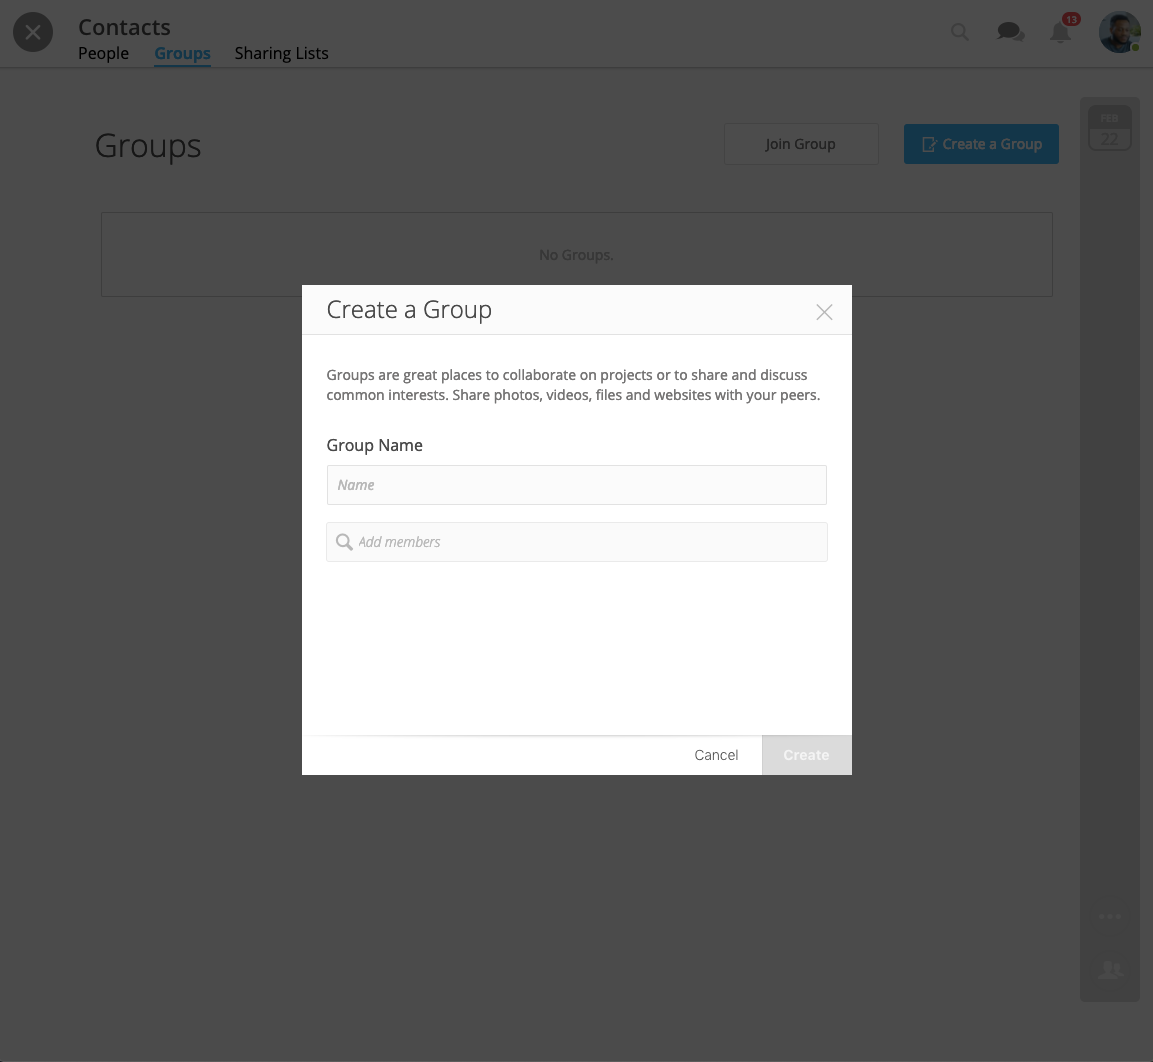 Contacts
13
People Groups Sharing Lists
FEB
22
Groups
Join Group
Create a Group
No Groups.
Create a Group
Groups are great places to collaborate on projects or to share and discuss
common interests. Share photos, videos, files and websites with your peers.
Group Name
Name
Add members
Cancel
Create